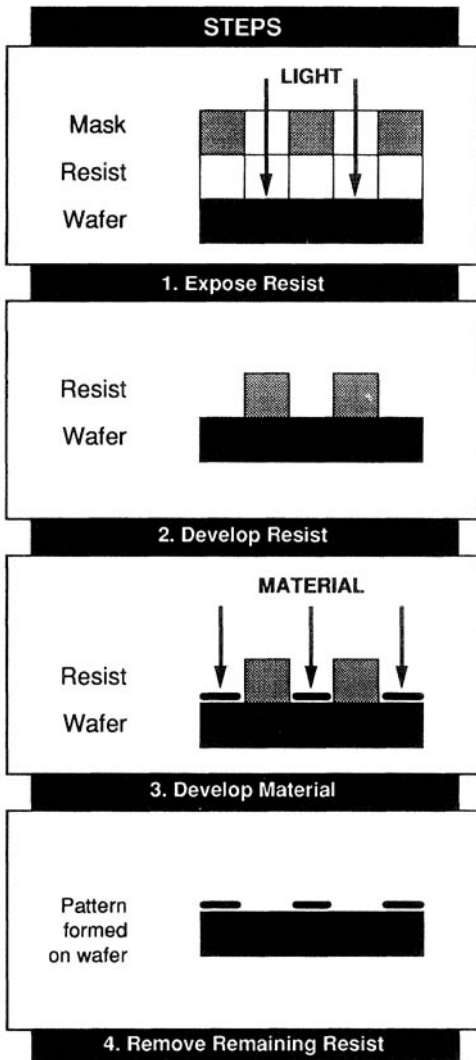 STEPS
LIGHT
Mask
Resist
Wafer
1. Expose Resist
Resist
Wafer
2. Develop Resist
MATERIAL
Resist
Wafer
3. Develop Material
Pattern
formed
on wafer
4. Remove Remaining Resist